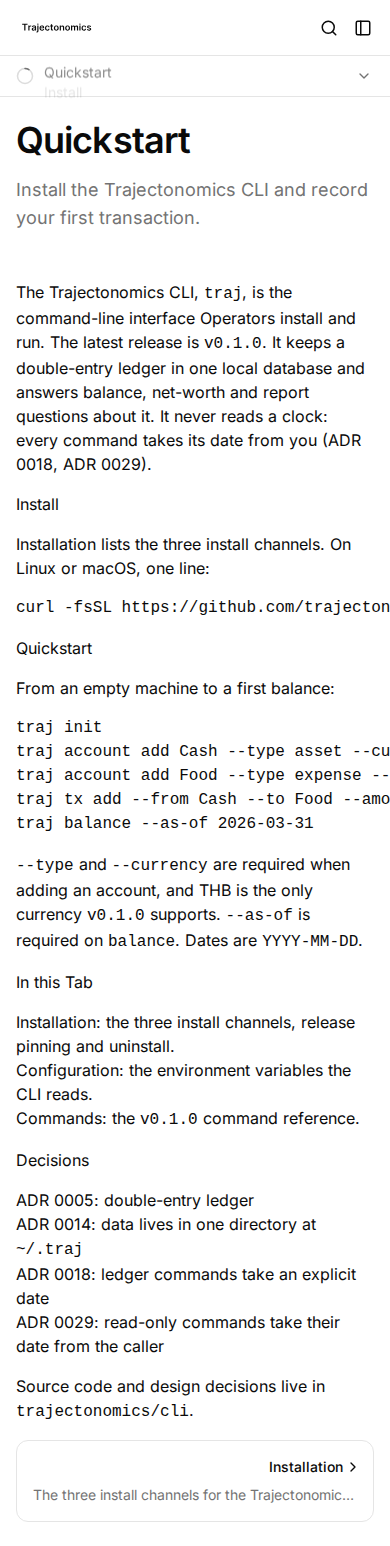 Trajectonomics
Quickstart
Install
Quickstart
Install the Trajectonomics CLI and record
your first transaction.
The Trajectonomics CLI, traj, is the
command-line interface Operators install and
run. The latest release is v0.1.0. It keeps a
double-entry ledger in one local database and
answers balance, net-worth and report
questions about it. It never reads a clock:
every command takes its date from you (ADR
0018, ADR 0029).
Install
Installation lists the three install channels. On
Linux or macOS, one line:
curl -fsSL https://github.com/trajecton
Quickstart
From an empty machine to a first balance:
traj init
traj account add Cash --type asset --cu
traj account add Food --type expense --
traj tx add --from Cash --to Food --amo
traj balance --as-of 2026-03-31
--type and --currency are required when
adding an account, and THB is the only
currency v0.1.0 supports. --as-of is
required on balance. Dates are YYYY-MM-DD.
In this Tab
Installation: the three install channels, release
pinning and uninstall.
Configuration: the environment variables the
CLI reads.
Commands: the v0.1.0 command reference.
Decisions
ADR 0005: double-entry ledger
ADR 0014: data lives in one directory at
~/.traj
ADR 0018: ledger commands take an explicit
date
ADR 0029: read-only commands take their
date from the caller
Source code and design decisions live in
trajectonomics/cli.
Installation
The three install channels for the Trajectonomic...